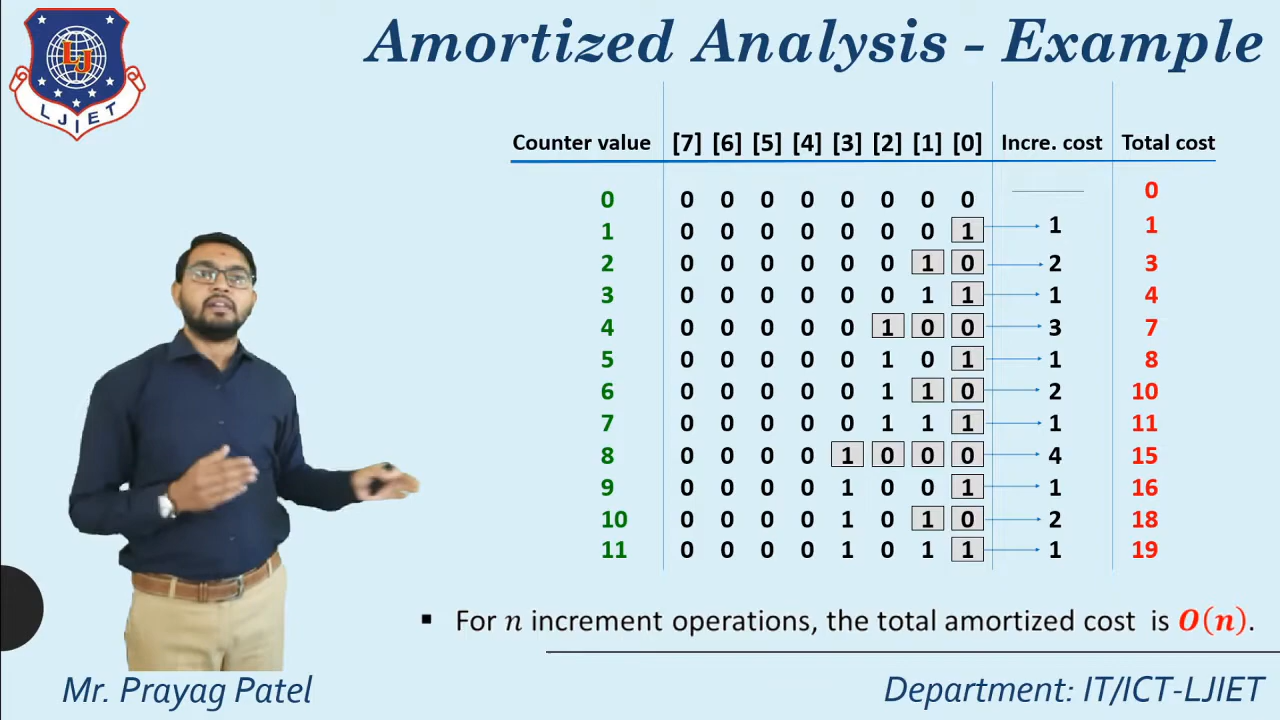 Amortized Analysis - Example
LJ
LJIET
Counter value [7] [6] [5] [4] [3] [2] [1] [0] Incre. cost Total cost
0 0 0 0 0 0 0 0 0 0
1 0 0 0 0 0 0 0 1 1 1
2 0 0 0 0 0 0 1 0 2 3
3 0 0 0 0 0 0 1 1 1 4
4 0 0 0 0 0 1 0 0 3 7
5 0 0 0 0 0 1 0 1 1 8
6 0 0 0 0 0 1 1 0 2 10
7 0 0 0 0 0 1 1 1 1 11
8 0 0 0 0 1 0 0 0 4 15
9 0 0 0 0 1 0 0 1 1 16
10 0 0 0 0 1 0 1 0 2 18
11 0 0 0 0 1 0 1 1 1 19
▪ For n increment operations, the total amortized cost is O(n).
Mr. Prayag Patel
Department: IT/ICT-LJIET